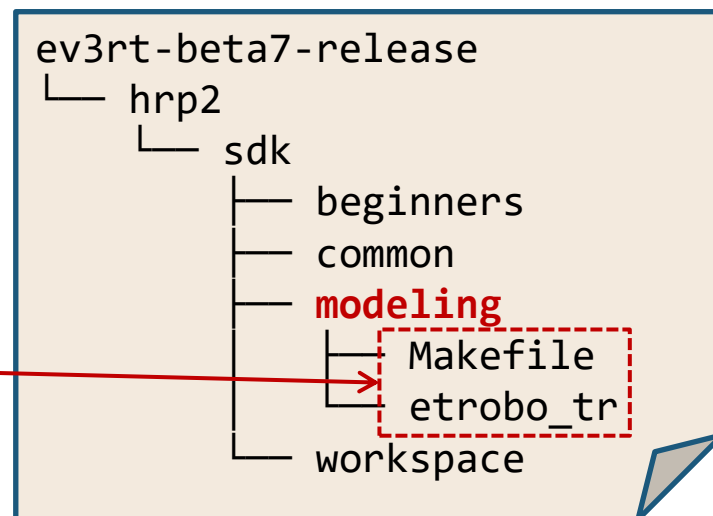 ev3rt-beta7-release
└── hrp2
└── sdk
├── beginners
├── common
├── modeling
│ ├── Makefile
│ └── etrobo_tr
└── workspace